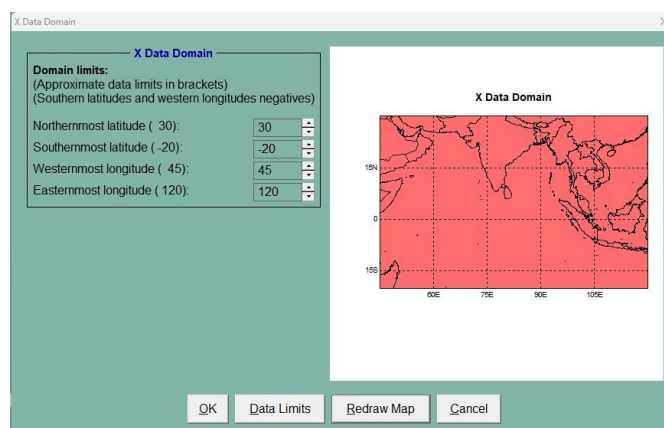 X Data Domain
X Data Domain
Domain limits:
(Approximate data limits in brackets)
(Southern latitudes and western longitudes negatives)
Northernmost latitude ( 30): 30
Southernmost latitude ( -20): -20
Westernmost longitude ( 45): 45
Easternmost longitude ( 120): 120
X Data Domain
15N
0
15S
60E 75E 90E 105E
OK Data Limits Redraw Map Cancel